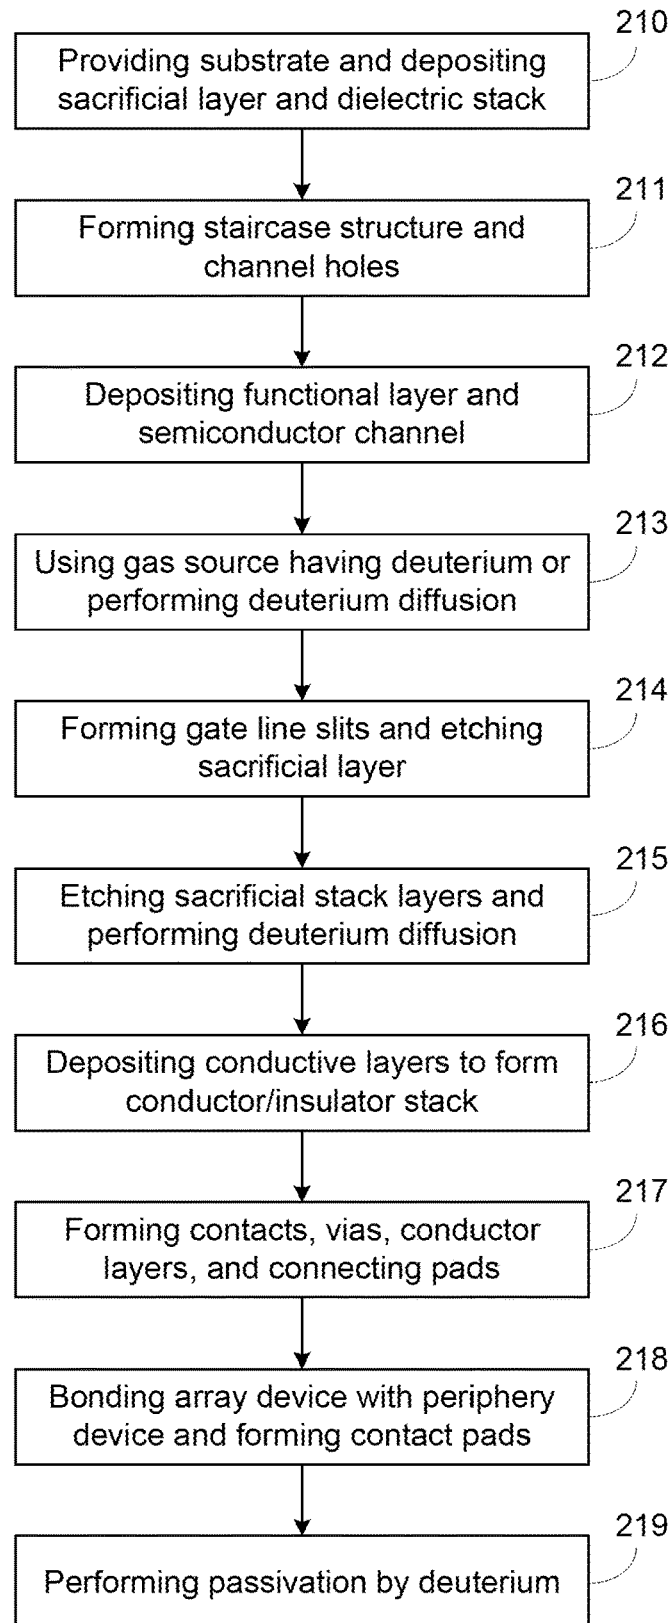 210
Providing substrate and depositing
sacrificial layer and dielectric stack
211
Forming staircase structure and
channel holes
212
Depositing functional layer and
semiconductor channel
213
Using gas source having deuterium or
performing deuterium diffusion
214
Forming gate line slits and etching
sacrificial layer
215
Etching sacrificial stack layers and
performing deuterium diffusion
216
Depositing conductive layers to form
conductor/insulator stack
217
Forming contacts, vias, conductor
layers, and connecting pads
218
Bonding array device with periphery
device and forming contact pads
219
Performing passivation by deuterium